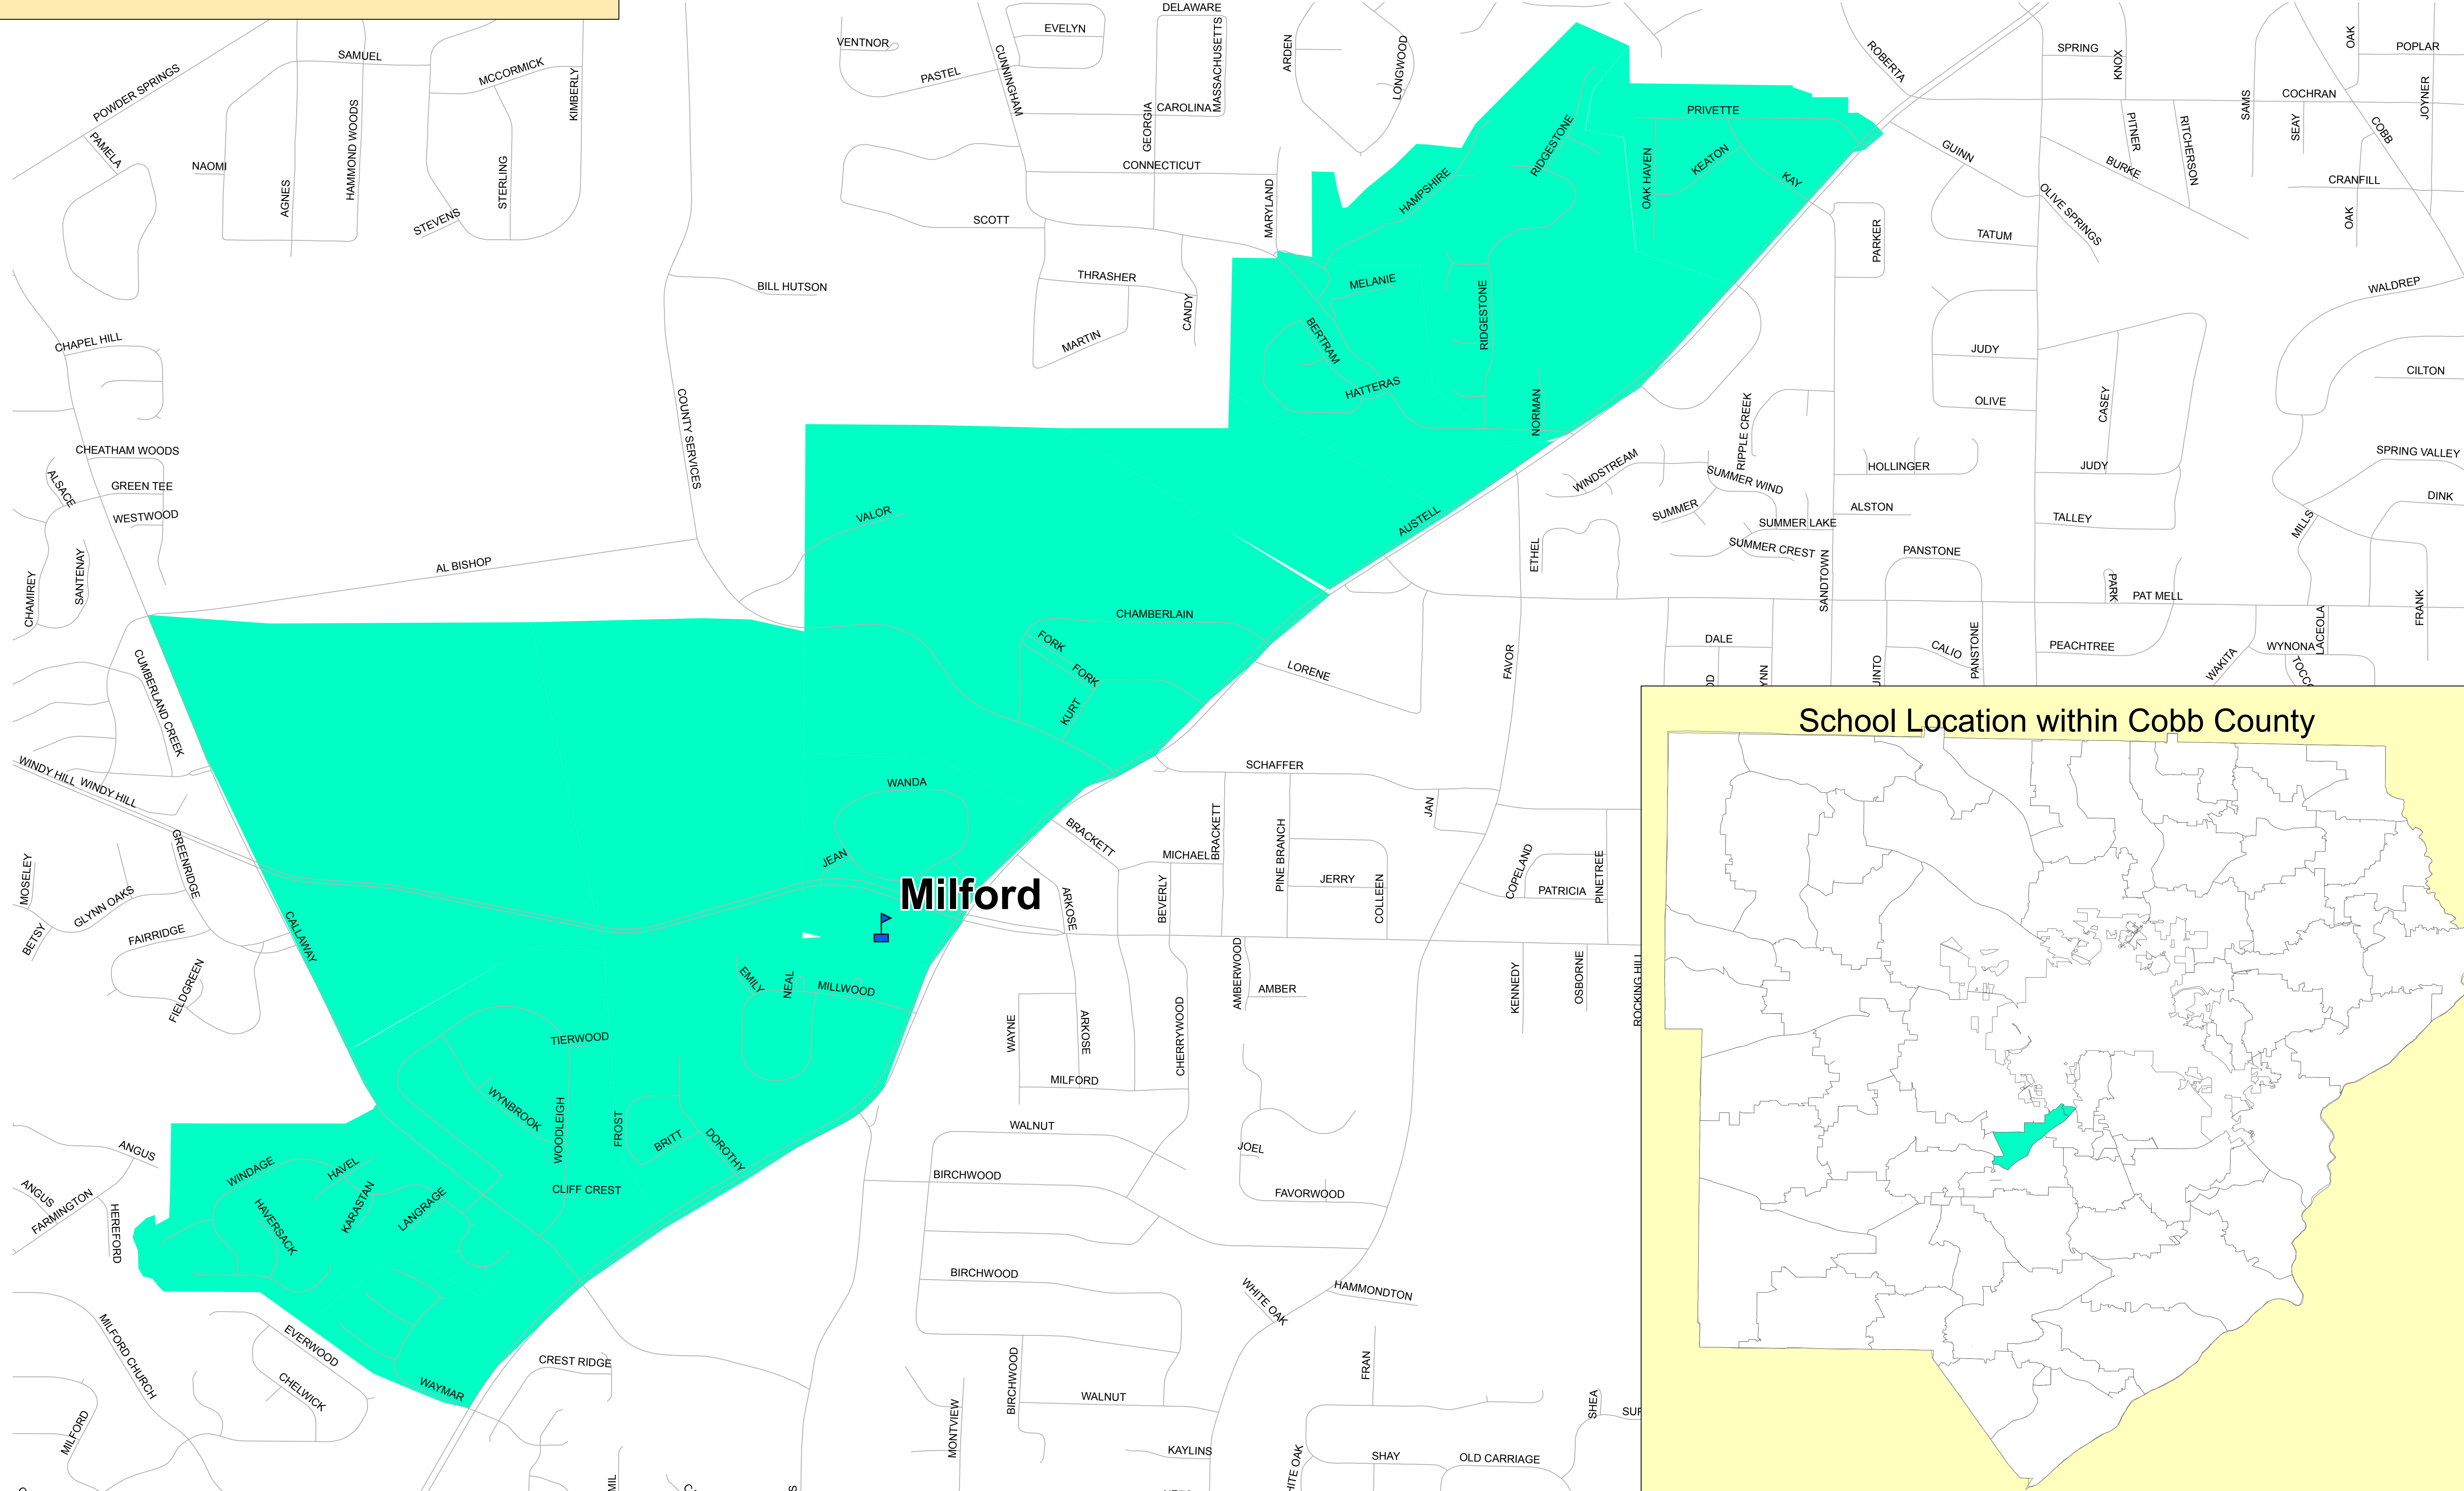 DELAWARE
EVELYN
VENTNOR
CUNNINGHAM
MASSACHUSETTS
ARDEN
LONGWOOD
ROBERTA
SPRING
KNOX
OAK
POPLAR
SAMUEL
MCCORMICK
KIMBERLY
PASTEL
POWDER SPRINGS
HAMMOND WOODS
GEORGIA
CAROLINA
PRIVETTE
SAMS
COCHRAN
JOYNER
PAMELA
NAOMI
AGNES
STERLING
STEVENS
CONNECTICUT
MARYLAND
HAMPSHIRE
RIDGESTONE
OAK HAVEN
KEATON
KAY
GUINN
PITNER
RITCHERSON
SEAY
COBB
BURKE
CRANFILL
OLIVE SPRINGS
OAK
SCOTT
PARKER
TATUM
THRASHER
CANDY
BILL HUTSON
MELANIE
WALDREP
MARTIN
BERTRAM
RIDGESTONE
CHAPEL HILL
JUDY
HATTERAS
CILTON
COUNTY SERVICES
NORMAN
RIPPLE CREEK
OLIVE
CASEY
CHEATHAM WOODS
ALSACE
GREEN TEE
WESTWOOD
WINDSTREAM
SUMMER WIND
HOLLINGER
JUDY
SPRING VALLEY
DINK
VALOR
AUSTELL
SUMMER
SUMMER LAKE
ALSTON
TALLEY
MILLS
AL BISHOP
SANTENAY
CHAMIREY
ETHEL
SUMMER CREST
SANDTOWN
PANSTONE
PARK
PAT MELL
FRANK
CHAMBERLAIN
FORK
FORK
KURT
LORENE
FAVOR
DALE
CALIO
PANSTONE
PEACHTREE
WAKITA
WYNONA
LACEOLA
CUMBERLAND CREEK
School Location within Cobb County
WINDY HILL
WINDY HILL
WANDA
SCHAFFER
JAN
BRACKETT
BRACKETT
MICHAEL
PINE BRANCH
JERRY
COLLEEN
COPELAND
PATRICIA
PINETREE
MOSELEY
GREENRIDGE
GLYNN OAKS
JEAN
Milford
ARKOSE
BEVERLY
BETSY
FAIRRIDGE
CALLAWAY
FIELDGREEN
EMILY
NEAL
MILLWOOD
AMBERWOOD
AMBER
KENNEDY
OSBORNE
ROCKING HILL
WAYNE
ARKOSE
CHERRYWOOD
TIERWOOD
MILFORD
WYNBROOK
WOODLEIGH
FROST
BRITT
DOROTHY
WALNUT
JOEL
ANGUS
ANGUS
FARMINGTON
HEREFORD
WINDAGE
HAVEL
HAVERSACK
KARASTAN
LANGRAGE
CLIFF CREST
BIRCHWOOD
FAVORWOOD
BIRCHWOOD
WHITE OAK
HAMMONDTON
MILFORD CHURCH
EVERWOOD
CHELWICK
WAYMAR
CREST RIDGE
BIRCHWOOD
FRAN
WALNUT
SHEA
MILFORD
MONTVIEW
KAYLINS
SHAY
OLD CARRIAGE